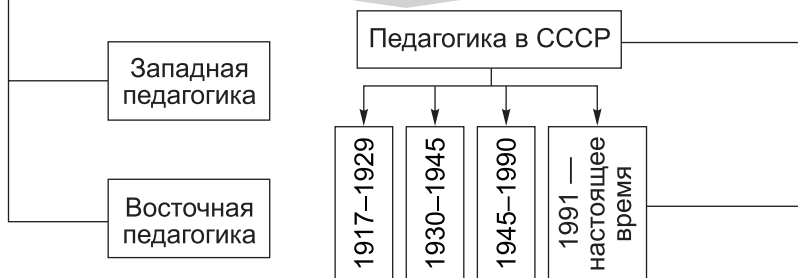 Западная
педагогика
Восточная
педагогика
Педагогика в СССР
1917–1929
1930–1945
1945–1990
1991 —
настоящее
время